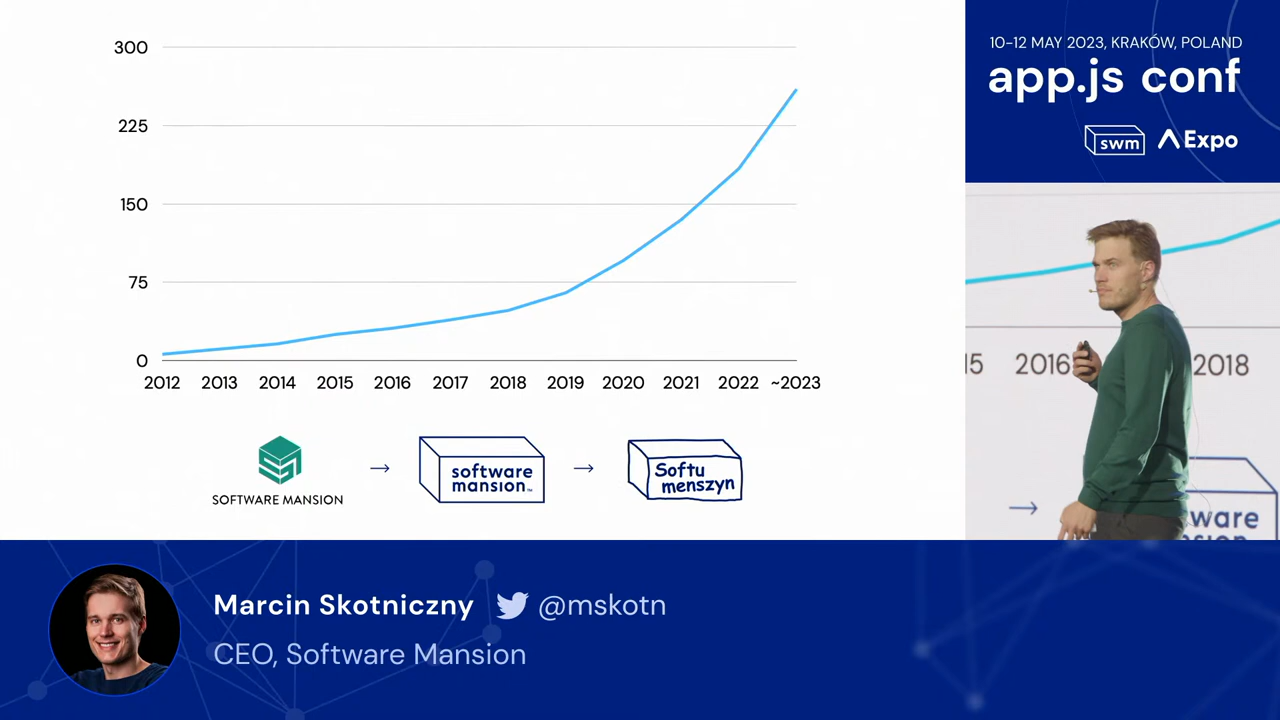 300
225
150
75
0
2012 2013 2014 2015 2016 2017 2018 2019 2020 2021 2022 ~2023
SOFTWARE MANSION
→
software
mansion™
→
Softu
menszyn
10–12 MAY 2023, KRAKÓW, POLAND
app.js conf
swm
Expo
15 2016 2018
→
ware
Marcin Skotniczny @mskotn
CEO, Software Mansion